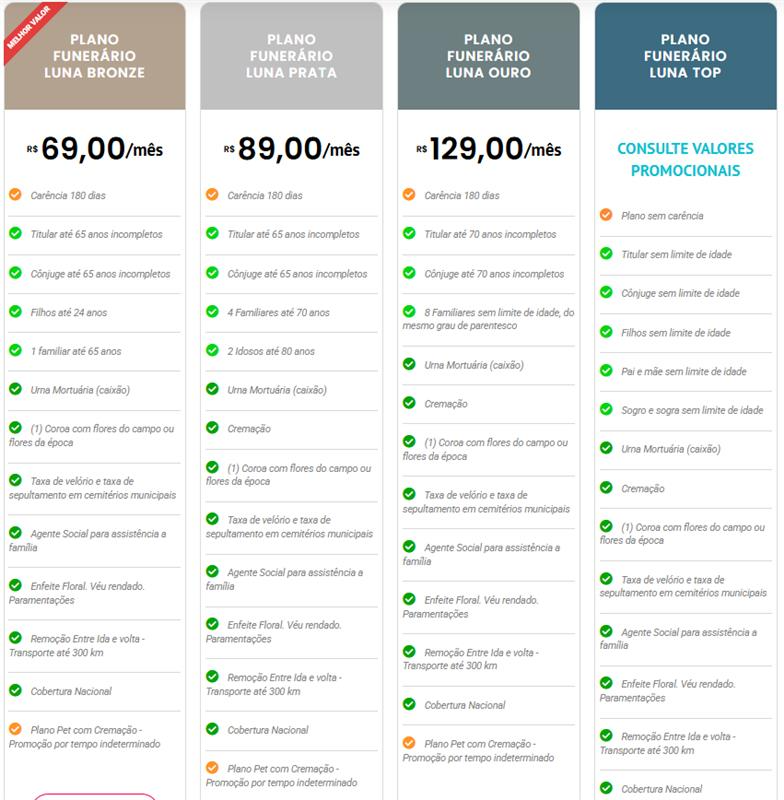 MELHOR VALOR
PLANO
FUNERÁRIO
LUNA BRONZE
R$ 69,00/mês
Carência 180 dias
Titular até 65 anos incompletos
Cônjuge até 65 anos incompletos
Filhos até 24 anos
1 familiar até 65 anos
Urna Mortuária (caixão)
(1) Coroa com flores do campo ou
flores da época
Taxa de velório e taxa de
sepultamento em cemitérios municipais
Agente Social para assistência a
família
Enfeite Floral. Véu rendado.
Paramentações
Remoção Entre Ida e volta -
Transporte até 300 km
Cobertura Nacional
Plano Pet com Cremação -
Promoção por tempo indeterminado
PLANO
FUNERÁRIO
LUNA PRATA
R$ 89,00/mês
Carência 180 dias
Titular até 65 anos incompletos
Cônjuge até 65 anos incompletos
4 Familiares até 70 anos
2 Idosos até 80 anos
Urna Mortuária (caixão)
Cremação
(1) Coroa com flores do campo ou
flores da época
Taxa de velório e taxa de
sepultamento em cemitérios municipais
Agente Social para assistência a
família
Enfeite Floral. Véu rendado.
Paramentações
Remoção Entre Ida e volta -
Transporte até 300 km
Cobertura Nacional
Plano Pet com Cremação -
Promoção por tempo indeterminado
PLANO
FUNERÁRIO
LUNA OURO
R$ 129,00/mês
Carência 180 dias
Titular até 70 anos incompletos
Cônjuge até 70 anos incompletos
8 Familiares sem limite de idade, do
mesmo grau de parentesco
Urna Mortuária (caixão)
Cremação
(1) Coroa com flores do campo ou
flores da época
Taxa de velório e taxa de
sepultamento em cemitérios municipais
Agente Social para assistência a
família
Enfeite Floral. Véu rendado.
Paramentações
Remoção Entre Ida e volta -
Transporte até 300 km
Cobertura Nacional
Plano Pet com Cremação -
Promoção por tempo indeterminado
PLANO
FUNERÁRIO
LUNA TOP
CONSULTE VALORES
PROMOCIONAIS
Plano sem carência
Titular sem limite de idade
Cônjuge sem limite de idade
Filhos sem limite de idade
Pai e mãe sem limite de idade
Sogro e sogra sem limite de idade
Urna Mortuária (caixão)
Cremação
(1) Coroa com flores do campo ou
flores da época
Taxa de velório e taxa de
sepultamento em cemitérios municipais
Agente Social para assistência a
família
Enfeite Floral. Véu rendado.
Paramentações
Remoção Entre Ida e volta -
Transporte até 300 km
Cobertura Nacional